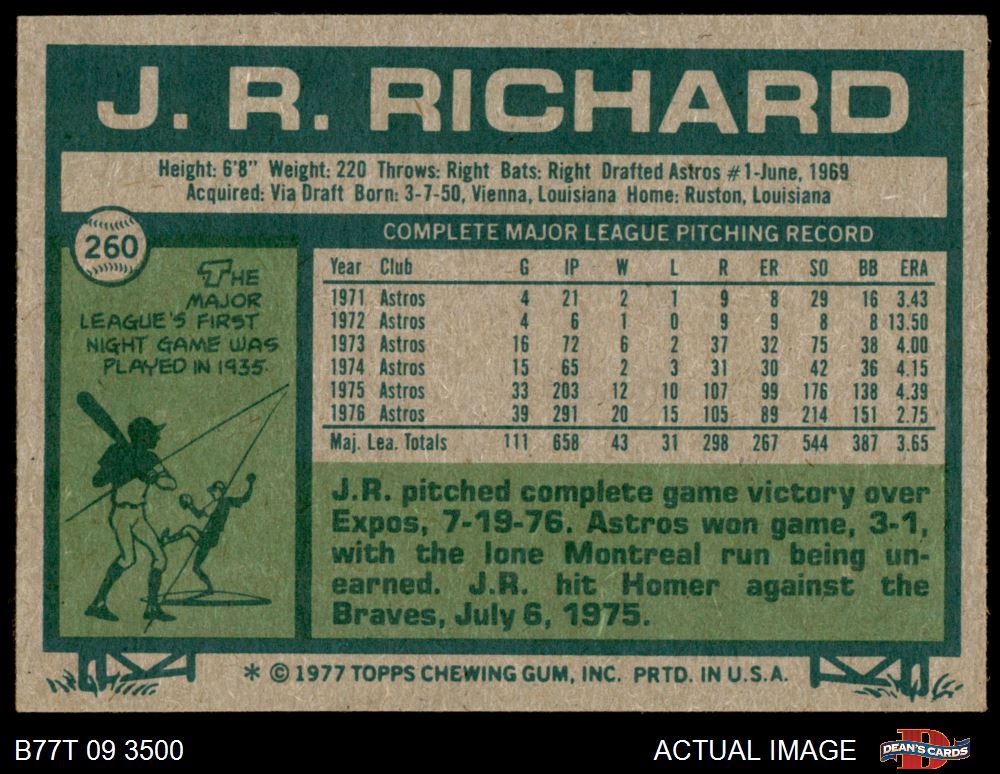 J. R. RICHARD
Height: 6'8" Weight: 220 Throws: Right Bats: Right Drafted Astros #1-June, 1969
Acquired: Via Draft Born: 3-7-50, Vienna, Louisiana Home: Ruston, Louisiana
260
THE
MAJOR
LEAGUE'S FIRST
NIGHT GAME WAS
PLAYED IN 1935.
COMPLETE MAJOR LEAGUE PITCHING RECORD
Year Club G IP W L R ER SO BB ERA
1971 Astros 4 21 2 1 9 8 29 16 3.43
1972 Astros 4 6 1 0 9 9 8 8 13.50
1973 Astros 16 72 6 2 37 32 75 38 4.00
1974 Astros 15 65 2 3 31 30 42 36 4.15
1975 Astros 33 203 12 10 107 99 176 138 4.39
1976 Astros 39 291 20 15 105 89 214 151 2.75
Maj. Lea. Totals 111 658 43 31 298 267 544 387 3.65
J.R. pitched complete game victory over
Expos, 7-19-76. Astros won game, 3-1,
with the lone Montreal run being un-
earned. J.R. hit Homer against the
Braves, July 6, 1975.
* © 1977 TOPPS CHEWING GUM, INC. PRTD. IN U.S.A.
B77T 09 3500
ACTUAL IMAGE
DEAN'S CARDS